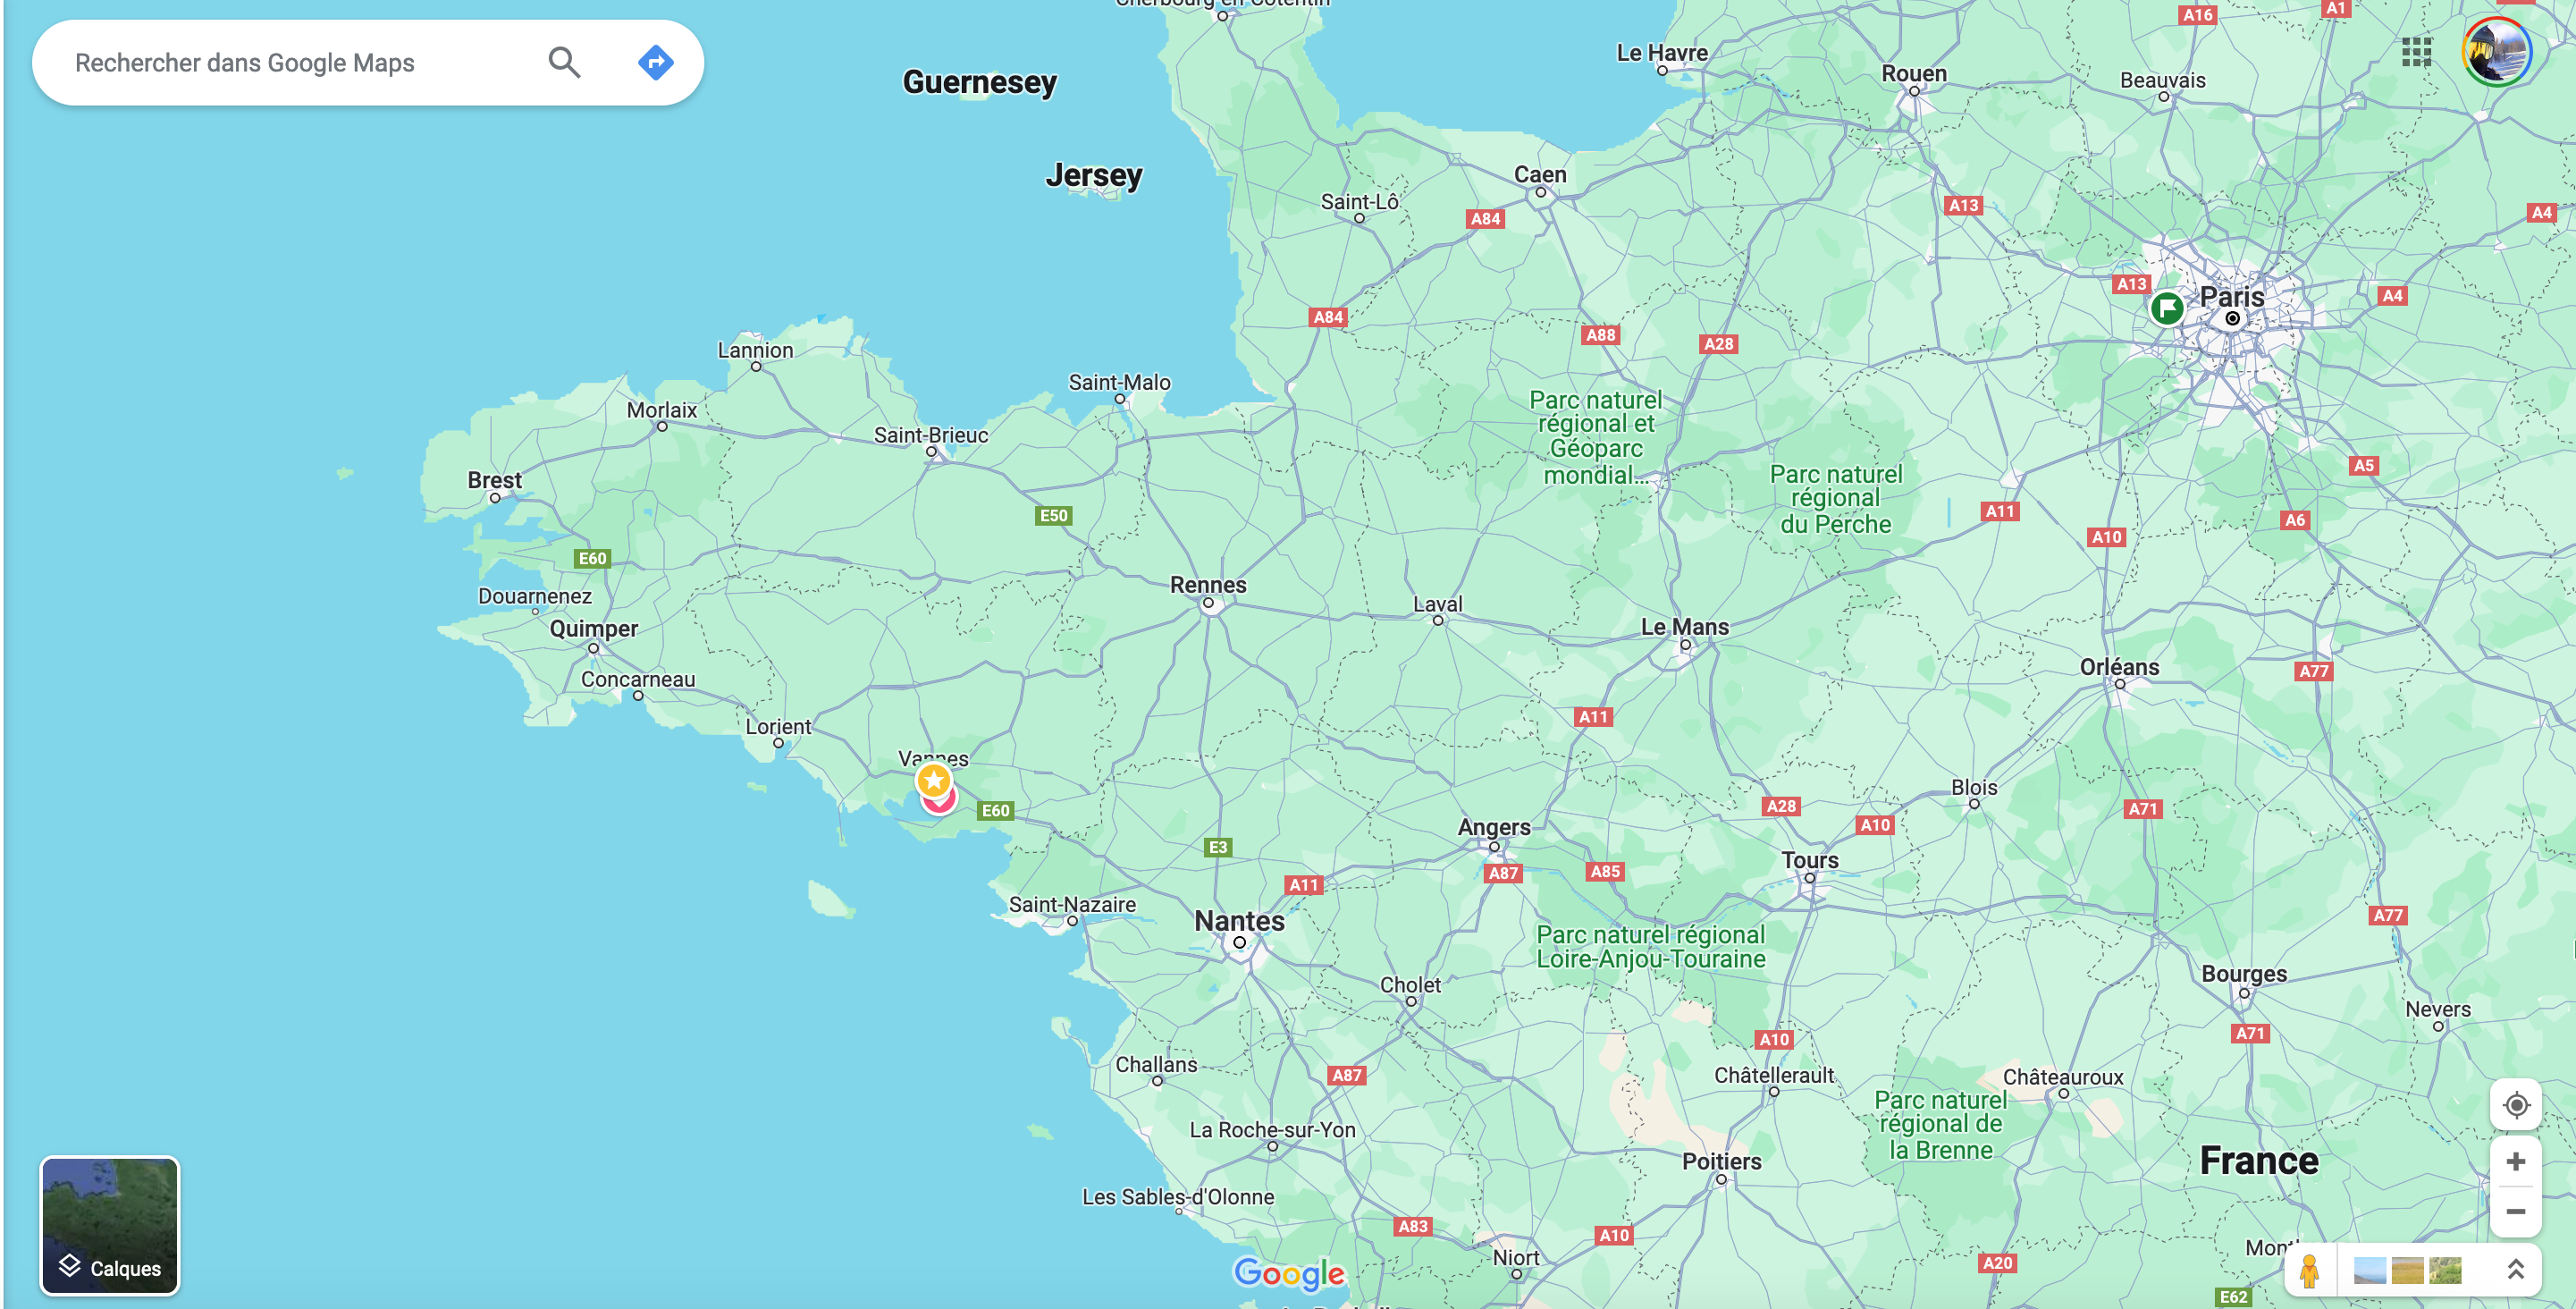 Cherbourg-en-Cotentin
A16
A1
Rechercher dans Google Maps
Le Havre
Guernesey
Rouen
Beauvais
Jersey
Caen
Saint-Lô
A84
A13
A4
A13
Paris
A4
A84
A88
A28
Lannion
Saint-Malo
Morlaix
Parc naturel
régional et
Géoparc
mondial...
Saint-Brieuc
Brest
Parc naturel
régional
du Perche
A5
E50
A11
A6
A10
E60
Rennes
Douarnenez
Laval
Quimper
Le Mans
Concarneau
Orléans
A77
Lorient
A11
Vannes
Blois
E60
A28
A71
A10
Angers
E3
Tours
A87
A85
A11
Saint-Nazaire
Nantes
A77
Parc naturel régional
Loire-Anjou-Touraine
Cholet
Bourges
Nevers
A71
A10
Challans
A87
Châtellerault
Châteauroux
Parc naturel
régional de
la Brenne
La Roche-sur-Yon
Poitiers
France
Les Sables-d'Olonne
A83
A10
Niort
A20
Calques
Google
E62